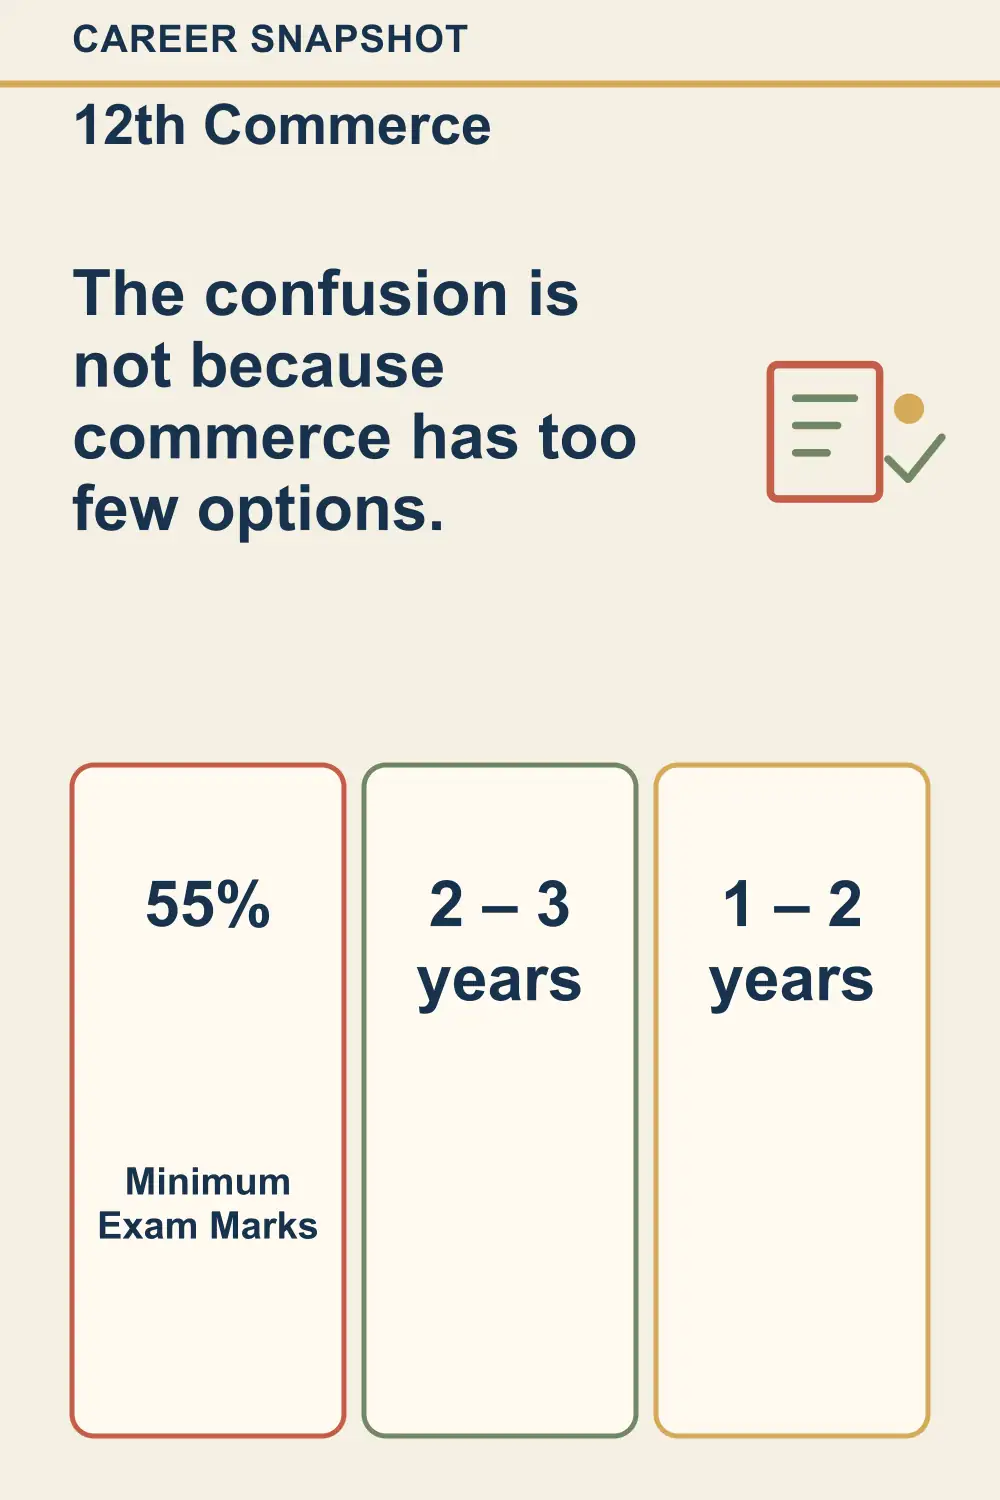 CAREER SNAPSHOT
12th Commerce
The confusion is
not because
commerce has too
few options.
55%
Minimum
Exam Marks
2 – 3
years
1 – 2
years